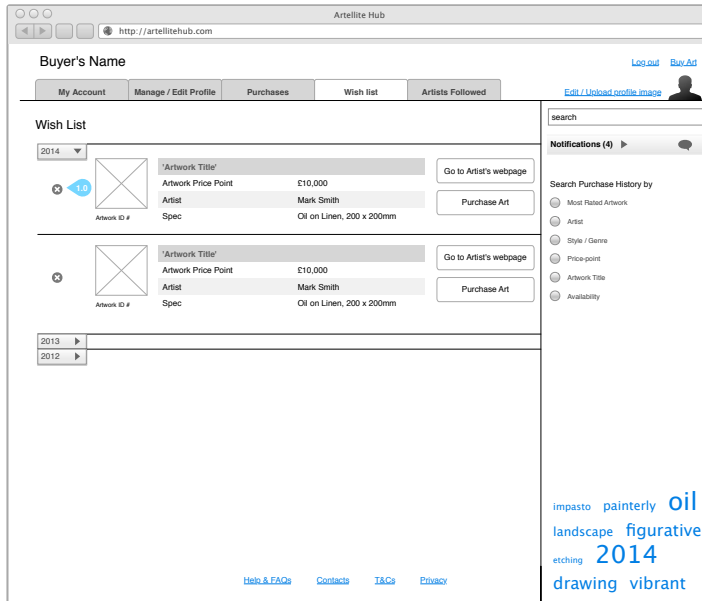 Artellite Hub
http://artellitehub.com
Buyer's Name
Log out Buy Art
My Account Manage / Edit Profile Purchases Wish list Artists Followed
Edit / Upload profile image
Wish List
search
2014
Notifications (4)
'Artwork Title'
Go to Artist's webpage
1.0
Artwork Price Point £10,000
Artist Mark Smith
Purchase Art
Artwork ID # Spec Oil on Linen, 200 x 200mm
Search Purchase History by
Most Rated Artwork
Artist
Style / Genre
Price-point
Artwork Title
Availability
'Artwork Title'
Go to Artist's webpage
Artwork Price Point £10,000
Artist Mark Smith
Purchase Art
Artwork ID # Spec Oil on Linen, 200 x 200mm
2013
2012
impasto painterly oil
landscape figurative
etching 2014
drawing vibrant
Help & FAQs Contacts T&Cs Privacy